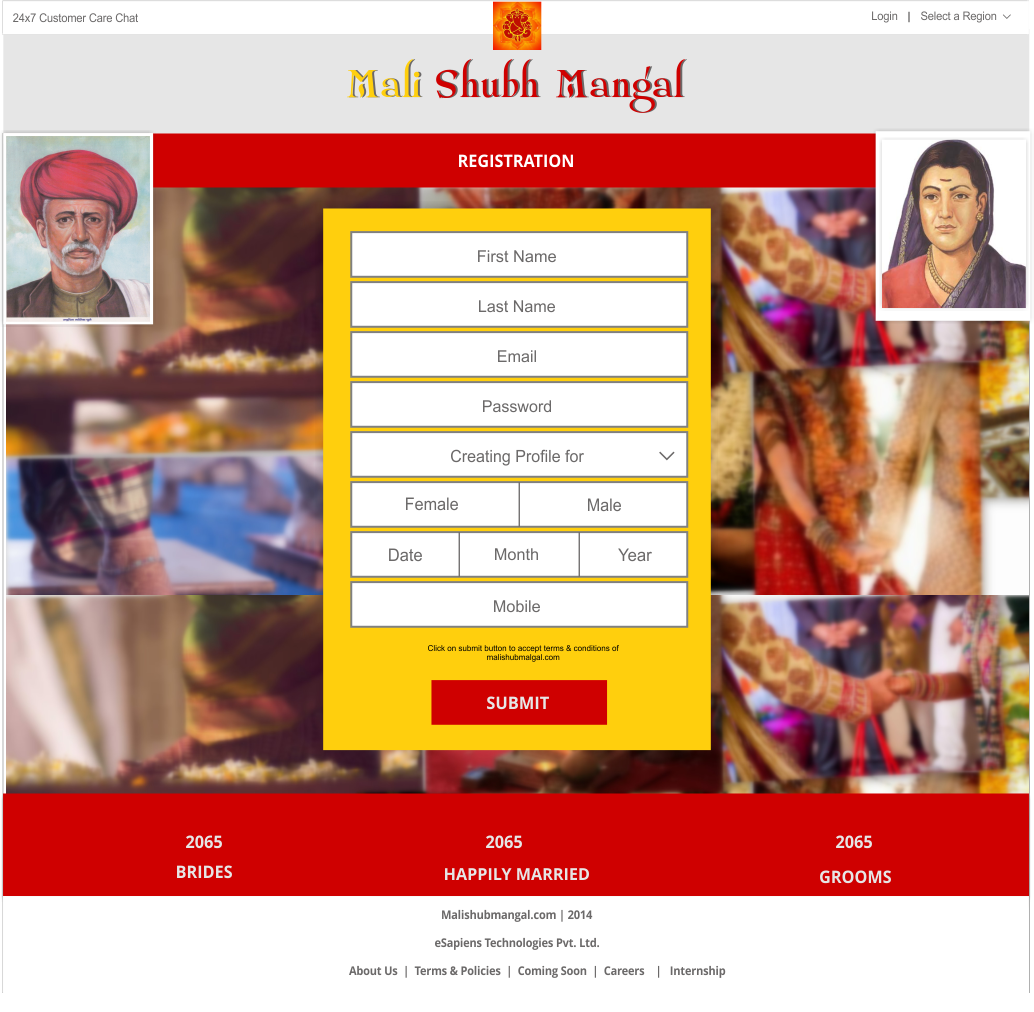 24x7 Customer Care Chat
Login | Select a Region
Mali Shubh Mangal
REGISTRATION
First Name
Last Name
Email
Password
Creating Profile for
Female Male
Date Month Year
Mobile
Click on submit button to accept terms & conditions of
malishubmalgal.com
SUBMIT
2065 2065 2065
BRIDES HAPPILY MARRIED GROOMS
Malishubmangal.com | 2014
eSapiens Technologies Pvt. Ltd.
About Us | Terms & Policies | Coming Soon | Careers | Internship